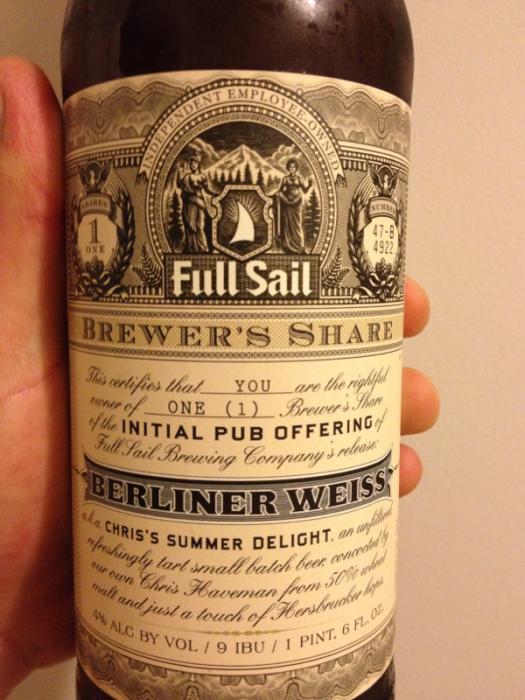 INDEPENDENT EMPLOYEE-OWNED
SHARES
1
ONE
NUMBER
47-B
4922
Full Sail
BREWER'S SHARE
This certifies that YOU are the rightful
owner of ONE (1) Brewer's Share
of the INITIAL PUB OFFERING of
Full Sail Brewing Company's release:
BERLINER WEISS
a.k.a. CHRIS'S SUMMER DELIGHT, an unfiltered,
refreshingly tart small batch beer, concocted by
our own Chris Haveman from 50% wheat
malt and just a touch of Hersbrucker hops.
4% ALC BY VOL / 9 IBU / 1 PINT. 6 FL. OZ.